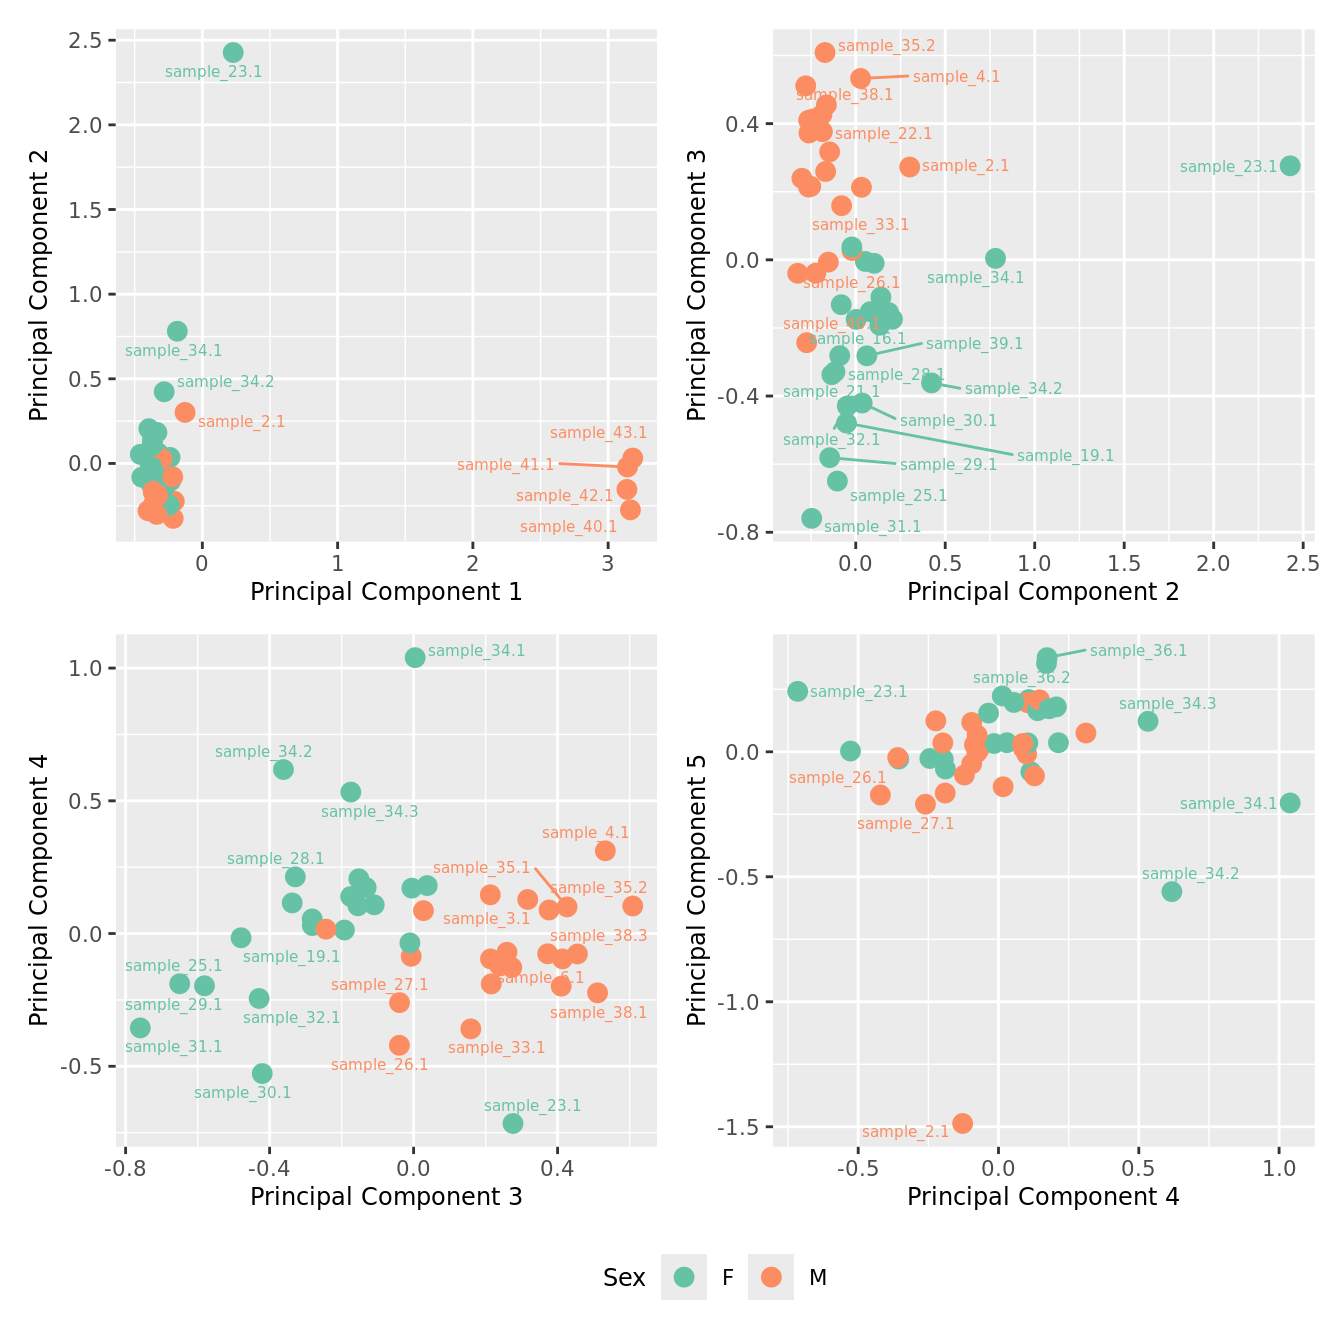 2.5
2.0
1.5
1.0
0.5
0.0
Principal Component 2
sample_23.1
sample_34.1
sample_34.2
sample_2.1
sample_43.1
sample_41.1
sample_42.1
sample_40.1
0
1
2
3
Principal Component 1
0.4
0.0
-0.4
-0.8
Principal Component 3
sample_35.2
sample_4.1
sample_38.1
sample_22.1
sample_2.1
sample_23.1
sample_33.1
sample_34.1
sample_26.1
sample_16.1
sample_39.1
sample_28.1
sample_34.2
sample_21.1
sample_30.1
sample_32.1
sample_19.1
sample_29.1
sample_25.1
sample_31.1
0.0
0.5
1.0
1.5
2.0
2.5
Principal Component 2
1.0
0.5
0.0
-0.5
Principal Component 4
sample_34.1
sample_34.2
sample_34.3
sample_4.1
sample_28.1
sample_35.1
sample_35.2
sample_3.1
sample_38.3
sample_19.1
sample_25.1
sample_27.1
sample_29.1
sample_32.1
sample_38.1
sample_31.1
sample_33.1
sample_26.1
sample_30.1
sample_23.1
-0.8
-0.4
0.0
0.4
Principal Component 3
0.0
-0.5
-1.0
-1.5
Principal Component 5
sample_36.1
sample_36.2
sample_23.1
sample_34.3
sample_26.1
sample_34.1
sample_27.1
sample_34.2
sample_2.1
-0.5
0.0
0.5
1.0
Principal Component 4
Sex
F
M